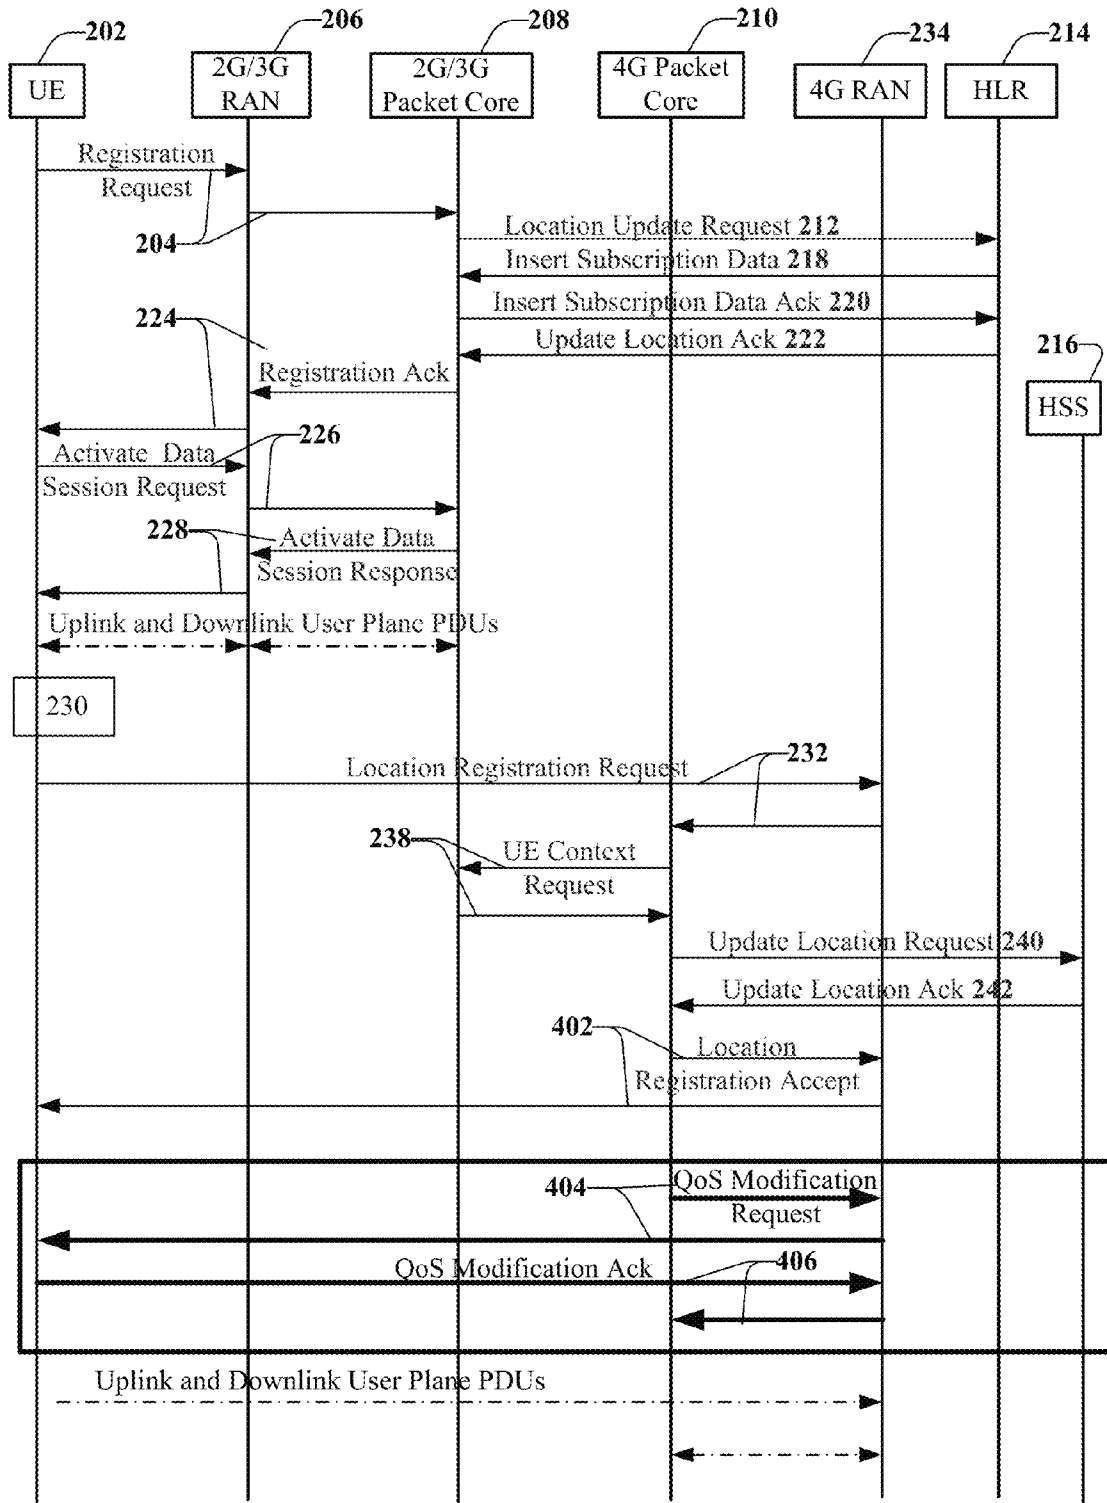 202
206
208
210
234
214
UE
2G/3G
RAN
2G/3G
Packet Core
4G Packet
Core
4G RAN
HLR
Registration
Request
204
Location Update Request 212
Insert Subscription Data 218
Insert Subscription Data Ack 220
224
Update Location Ack 222
216
Registration Ack
HSS
226
Activate Data
Session Request
228
Activate Data
Session Response
Uplink and Downlink User Plane PDUs
230
232
Location Registration Request
238
UE Context
Request
Update Location Request 240
Update Location Ack 242
402
Location
Registration Accept
404
QoS Modification
Request
QoS Modification Ack
406
Uplink and Downlink User Plane PDUs